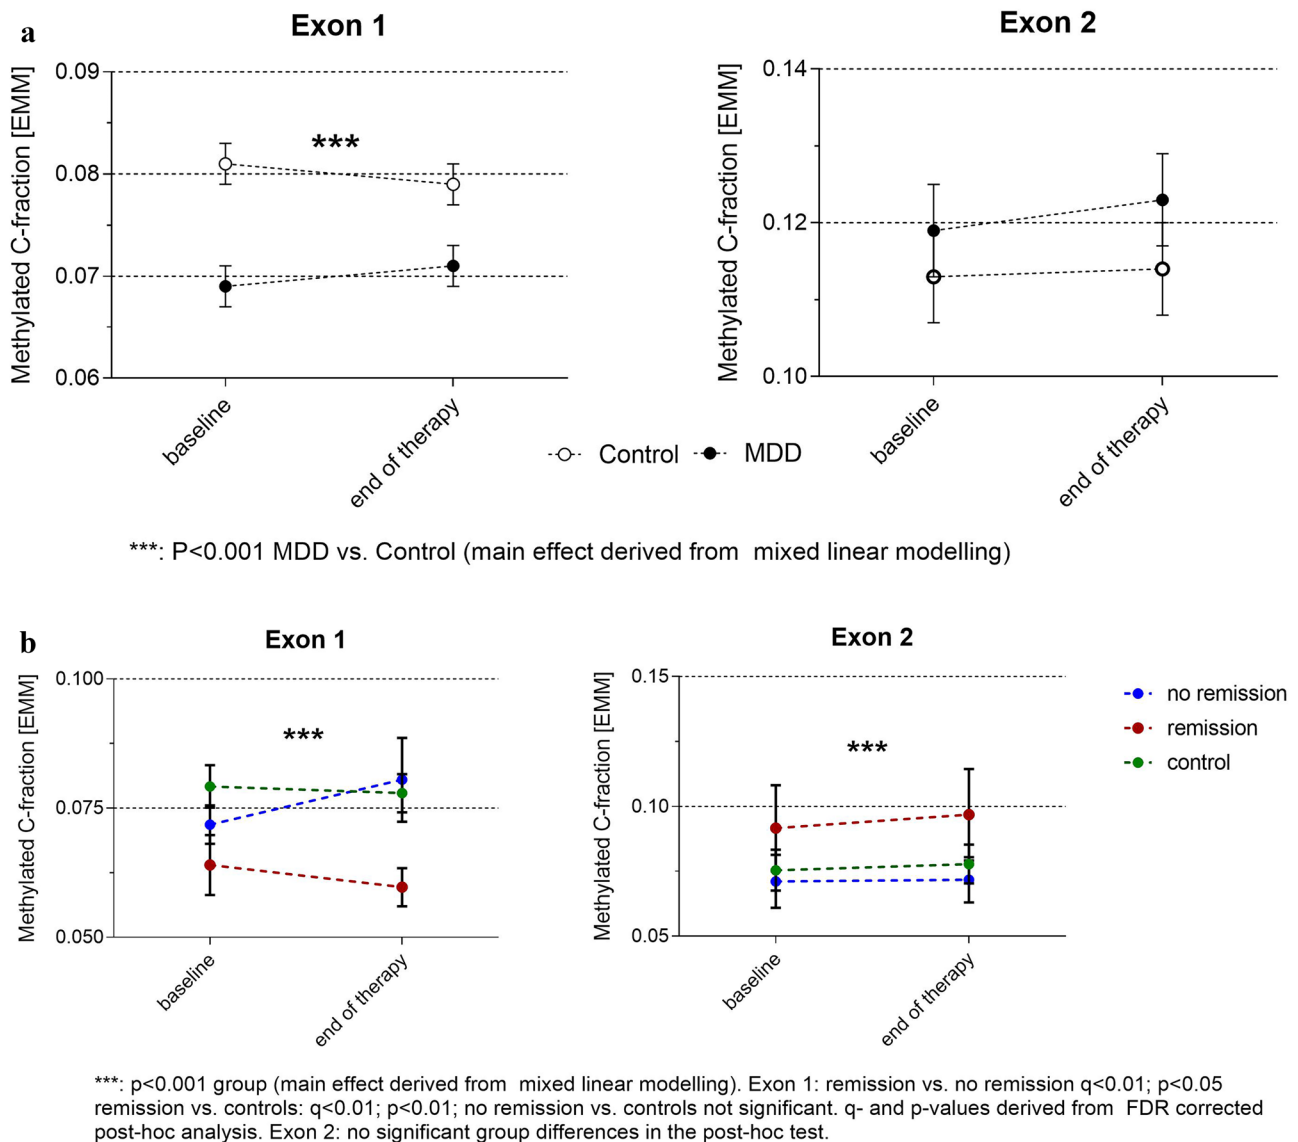 a
Exon 1
Methylated C-fraction [EMM]
0.09
0.08
0.07
0.06
***
baseline
end of therapy
Exon 2
Methylated C-fraction [EMM]
0.14
0.12
0.10
baseline
end of therapy
Control MDD
***: P<0.001 MDD vs. Control (main effect derived from  mixed linear modelling)
b
Exon 1
Methylated C-fraction [EMM]
0.100
0.075
0.050
***
baseline
end of therapy
Exon 2
Methylated C-fraction [EMM]
0.15
0.10
0.05
***
baseline
end of therapy
no remission
remission
control
***: p<0.001 group (main effect derived from  mixed linear modelling). Exon 1: remission vs. no remission q<0.01; p<0.05
remission vs. controls: q<0.01; p<0.01; no remission vs. controls not significant. q- and p-values derived from  FDR corrected
post-hoc analysis. Exon 2: no significant group differences in the post-hoc test.